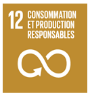 12 CONSOMMATION
ET PRODUCTION
RESPONSABLES